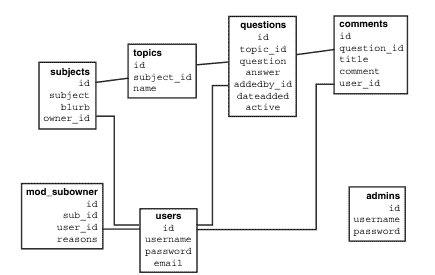 subjects
id
subject
blurb
owner_id
topics
id
subject_id
name
questions
id
topic_id
question
answer
addedby_id
dateadded
active
comments
id
question_id
title
comment
user_id
mod_subowner
id
sub_id
user_id
reasons
users
id
username
password
email
admins
id
username
password